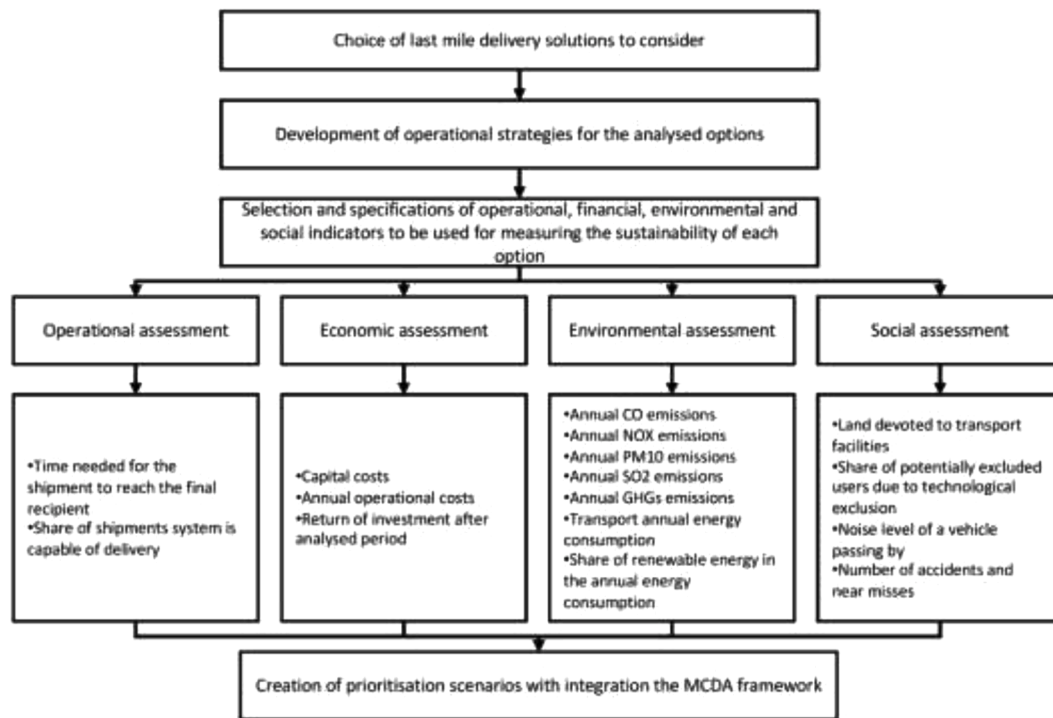 Choice of last mile delivery solutions to consider
Development of operational strategies for the analysed options
Selection and specifications of operational, financial, environmental and
social indicators to be used for measuring the sustainability of each
option
Operational assessment
Economic assessment
Environmental assessment
Social assessment
•Time needed for the
shipment to reach the final
recipient
•Share of shipments system is
capable of delivery
•Capital costs
•Annual operational costs
•Return of investment after
analysed period
•Annual CO emissions
•Annual NOX emissions
•Annual PM10 emissions
•Annual SO2 emissions
•Annual GHGs emissions
•Transport annual energy
consumption
•Share of renewable energy in
the annual energy
consumption
•Land devoted to transport
facilities
•Share of potentially excluded
users due to technological
exclusion
•Noise level of a vehicle
passing by
•Number of accidents and
near misses
Creation of prioritisation scenarios with integration the MCDA framework